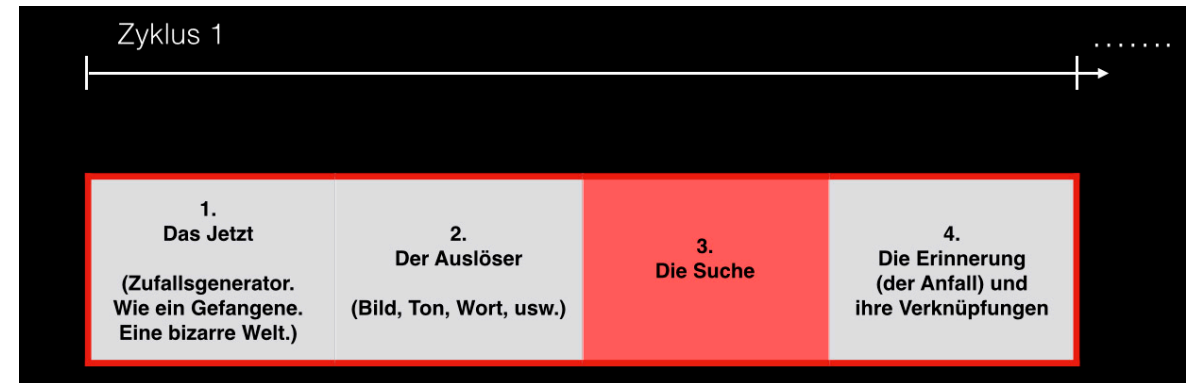 Zyklus 1
.......
1.
Das Jetzt
(Zufallsgenerator.
Wie ein Gefangene.
Eine bizarre Welt.)
2.
Der Auslöser
(Bild, Ton, Wort, usw.)
3.
Die Suche
4.
Die Erinnerung
(der Anfall) und
ihre Verknüpfungen